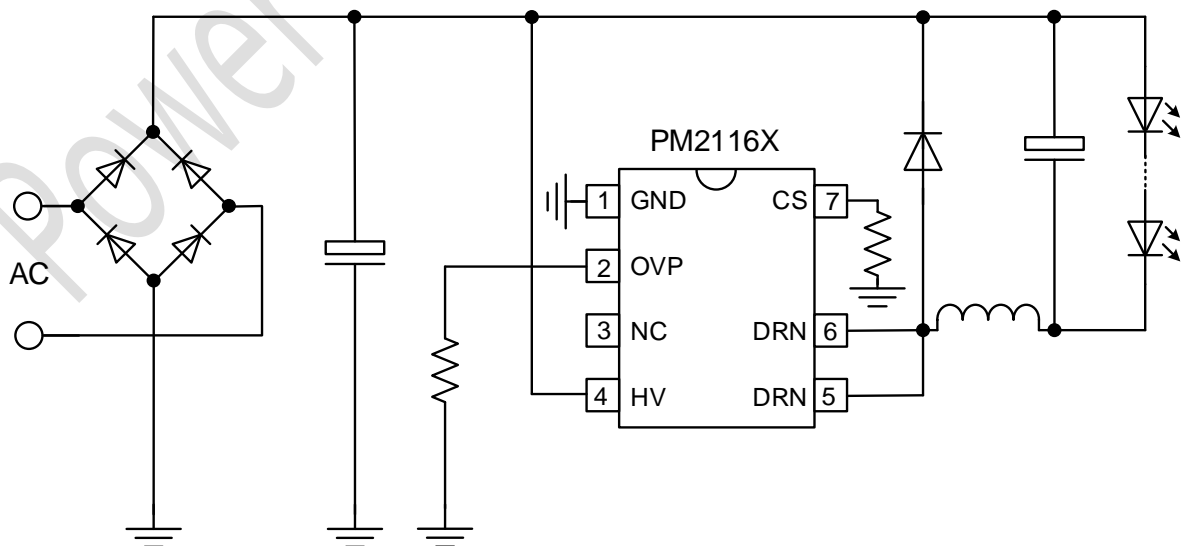 Power
PM2116X
AC
1 GND
2 OVP
3 NC
4 HV
CS 7
DRN 6
DRN 5